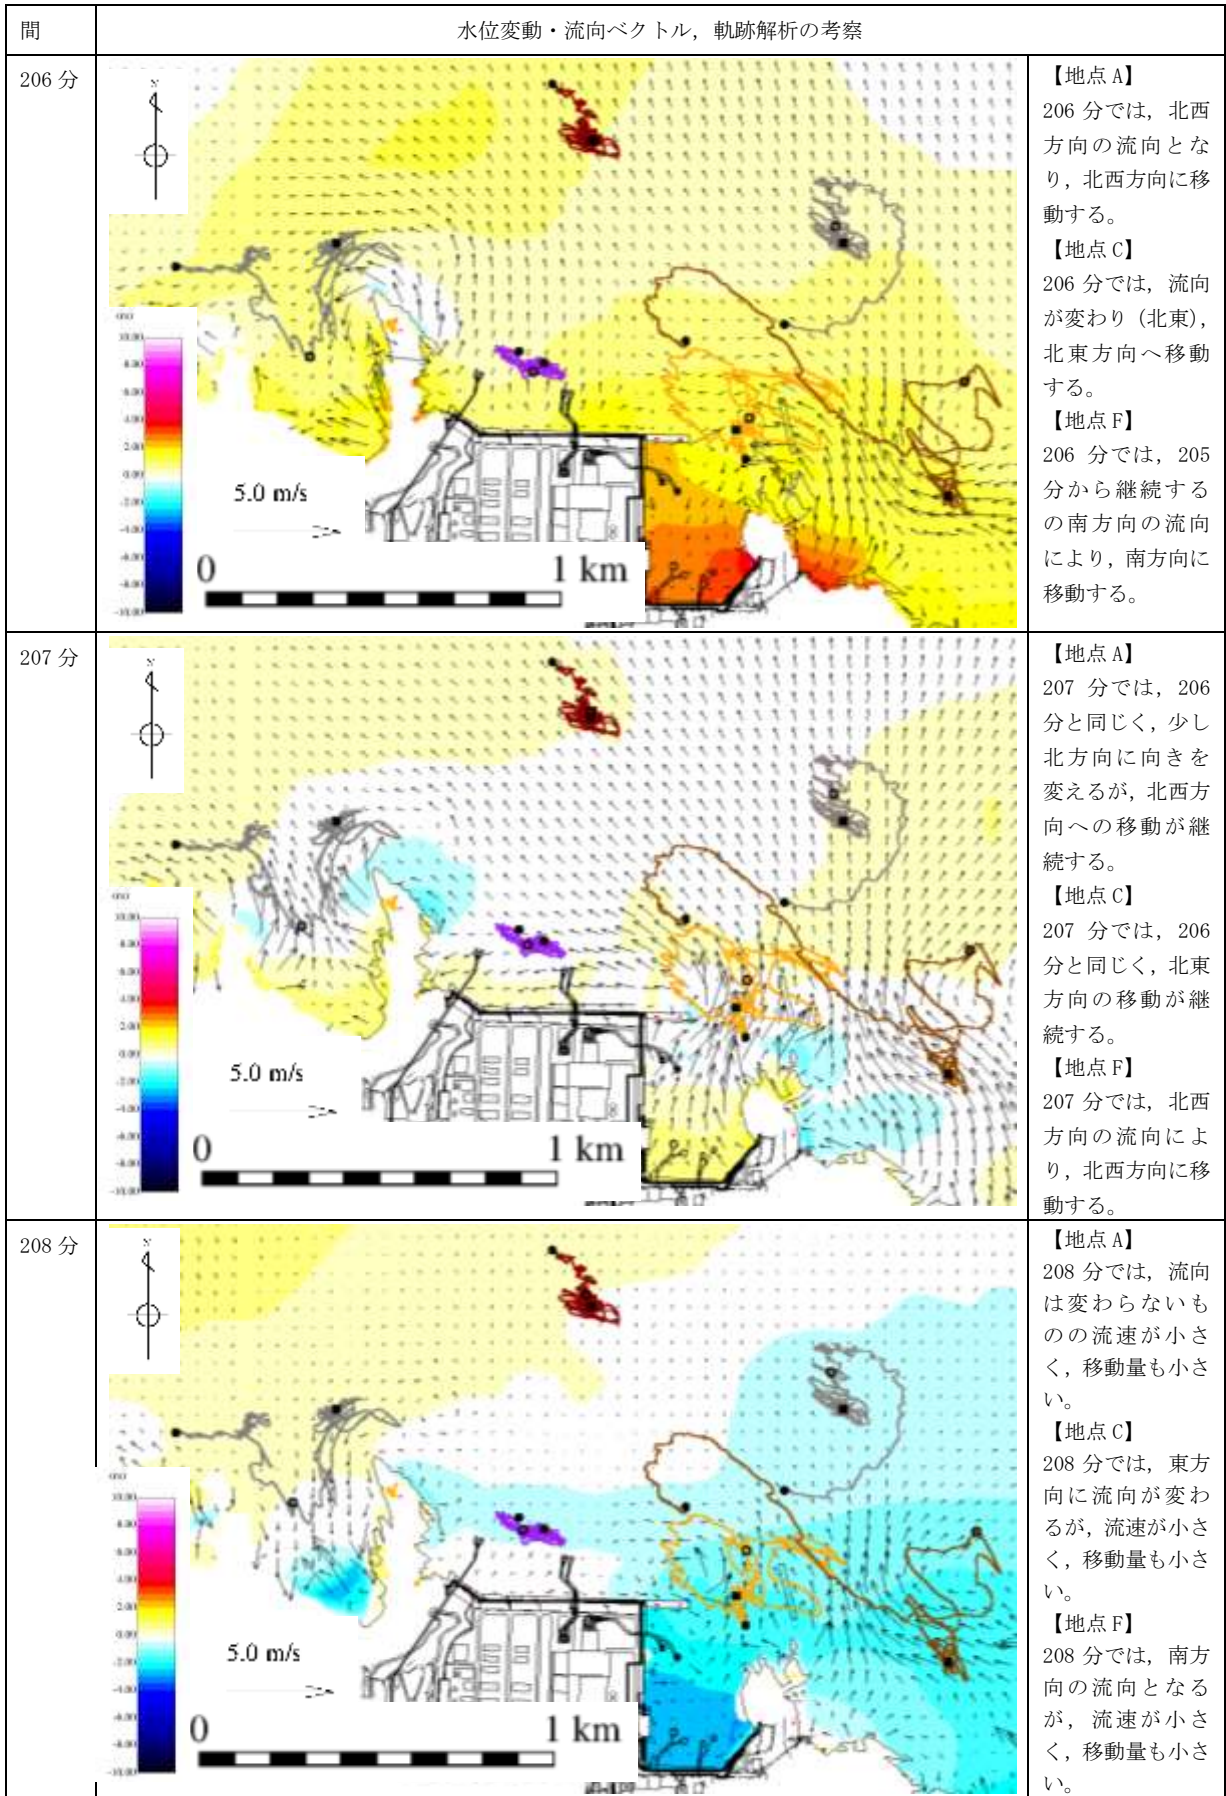 間
水位変動・流向ベクトル，軌跡解析の考察
206 分
N
5.0 m/s
0
1 km
【地点 A】
206 分では，北西
方向の流向とな
り，北西方向に移
動する。
【地点 C】
206 分では，流向
が変わり（北東），
北東方向へ移動
する。
【地点 F】
206 分では，205
分から継続する
の南方向の流向
により，南方向に
移動する。
207 分
N
5.0 m/s
0
1 km
【地点 A】
207 分では，206
分と同じく，少し
北方向に向きを
変えるが，北西方
向への移動が継
続する。
【地点 C】
207 分では，206
分と同じく，北東
方向の移動が継
続する。
【地点 F】
207 分では，北西
方向の流向によ
り，北西方向に移
動する。
208 分
N
5.0 m/s
0
1 km
【地点 A】
208 分では，流向
は変わらないも
のの流速が小さ
く，移動量も小さ
い。
【地点 C】
208 分では，東方
向に流向が変わ
るが，流速が小さ
く，移動量も小さ
い。
【地点 F】
208 分では，南方
向の流向となる
が，流速が小さ
く，移動量も小さ
い。